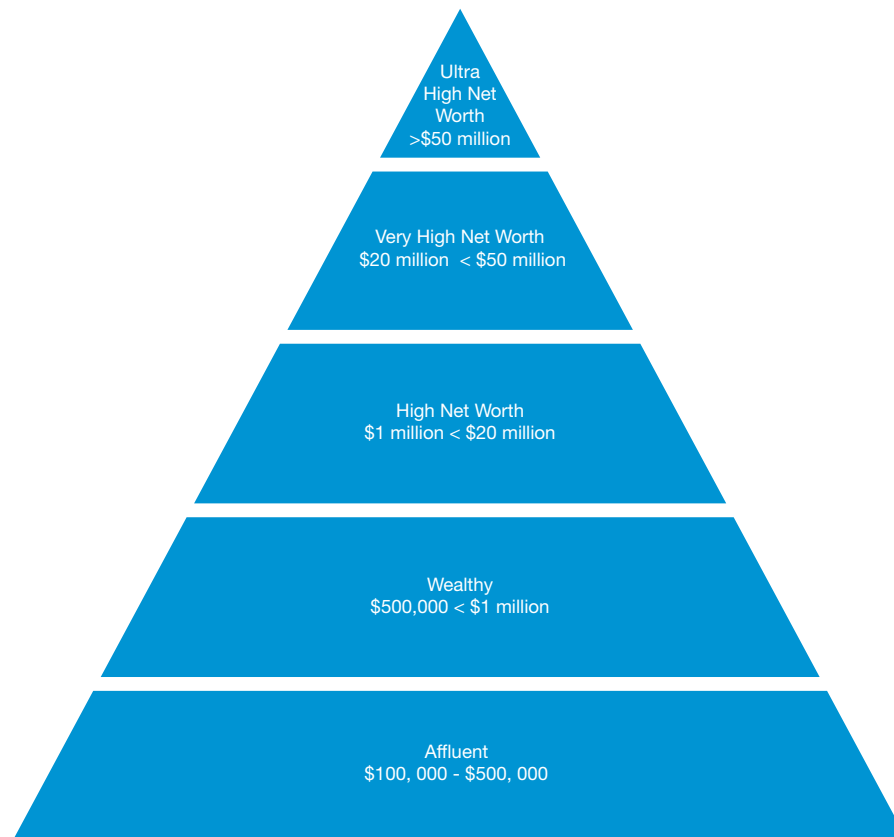 Ultra
High Net
Worth
>$50 million
Very High Net Worth
$20 million  < $50 million
High Net Worth
$1 million < $20 million
Wealthy
$500,000 < $1 million
Affluent
$100, 000 - $500, 000